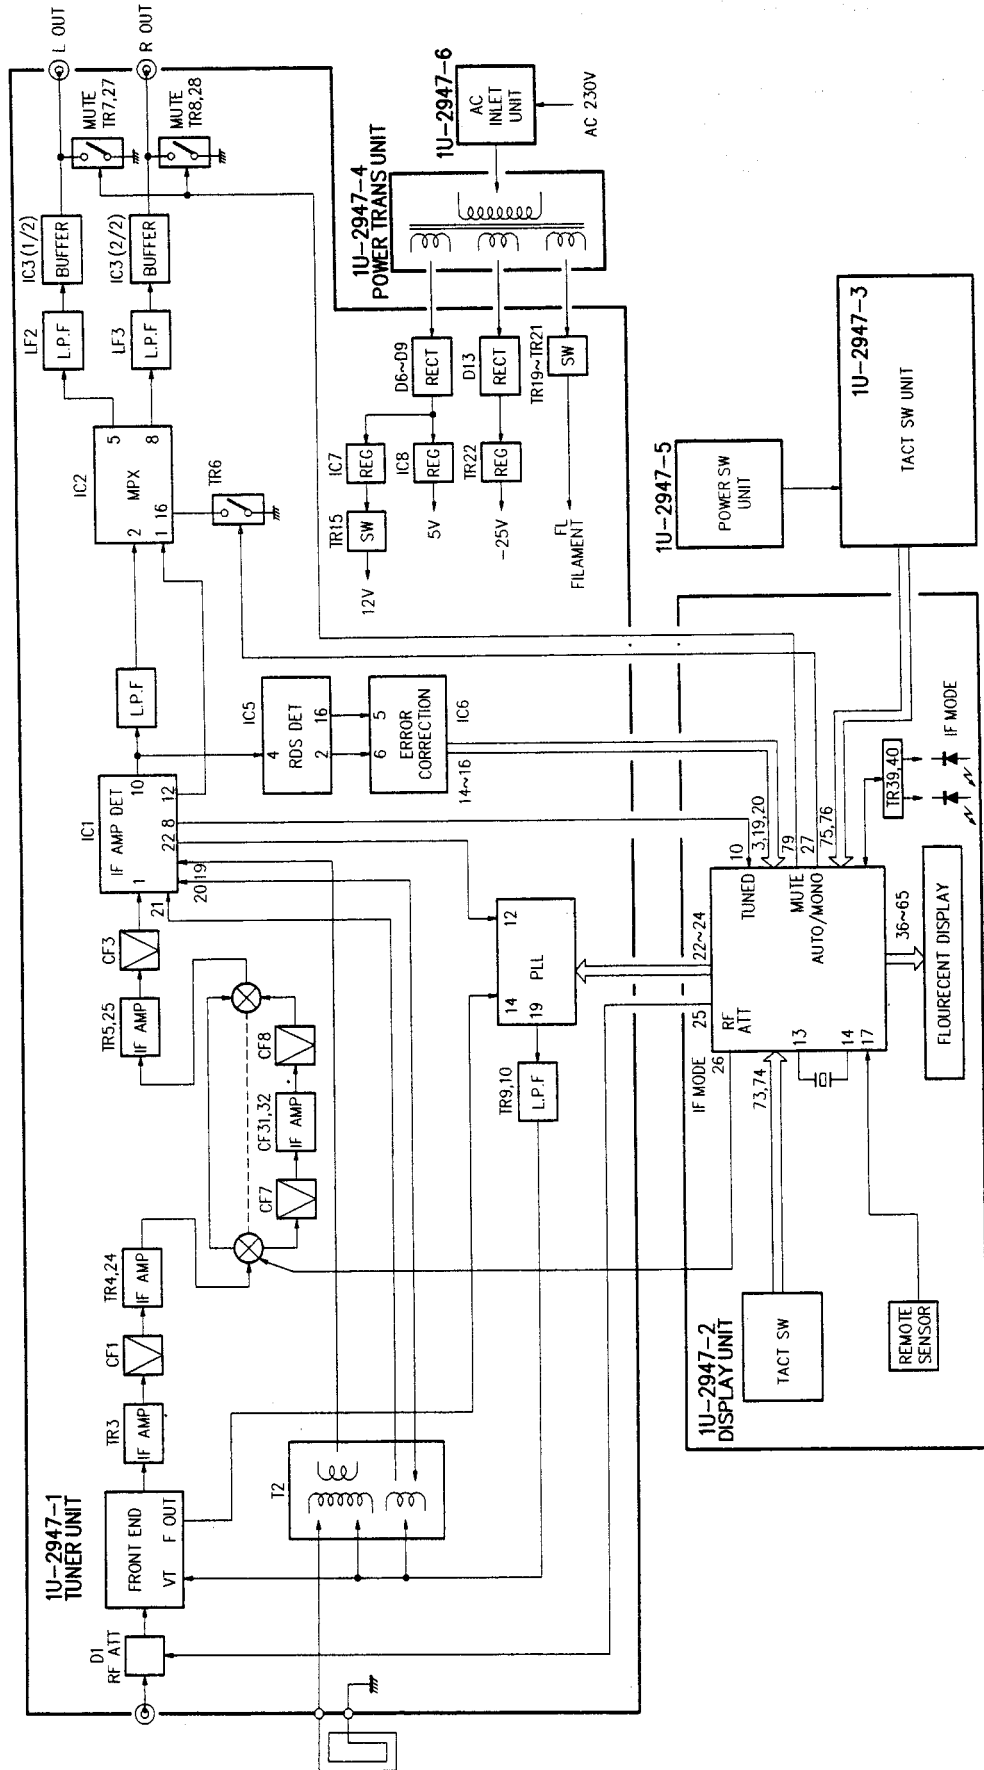 1U-2947-1
TUNER UNIT
D1
RF ATT
FRONT END
VT
F OUT
TR3
IF AMP
CF1
TR4,24
IF AMP
CF7
CF31,32
IF AMP
CF8
TR5,25
IF AMP
CF3
IC1
IF AMP DET
1
10
12
8
22
19
20
21
L.P.F
IC2
MPX
2
1
16
5
8
TR6
LF2
L.P.F
LF3
L.P.F
IC3(1/2)
BUFFER
IC3(2/2)
BUFFER
MUTE
TR7,27
MUTE
TR8,28
L OUT
R OUT
IC5
RDS DET
4
2
16
IC6
ERROR
CORRECTION
6
5
14~16
T2
PLL
14
19
12
TR9,10
L.P.F
TR15
SW
12V
IC7
REG
IC8
REG
5V
D6~D9
RECT
D13
RECT
TR22
REG
-25V
TR19~TR21
SW
FL
FILAMENT
1U-2947-4
POWER TRANS UNIT
1U-2947-6
AC
INLET
UNIT
AC 230V
1U-2947-5
POWER SW
UNIT
1U-2947-3
TACT SW UNIT
1U-2947-2
DISPLAY UNIT
TACT SW
REMOTE
SENSOR
IF MODE
26
73,74
25
RF
ATT
22~24
13
14
17
10
TUNED
3,19,20
79
MUTE
27
AUTO/MONO
75,76
36~65
FLOURECENT DISPLAY
TR39,40
IF MODE